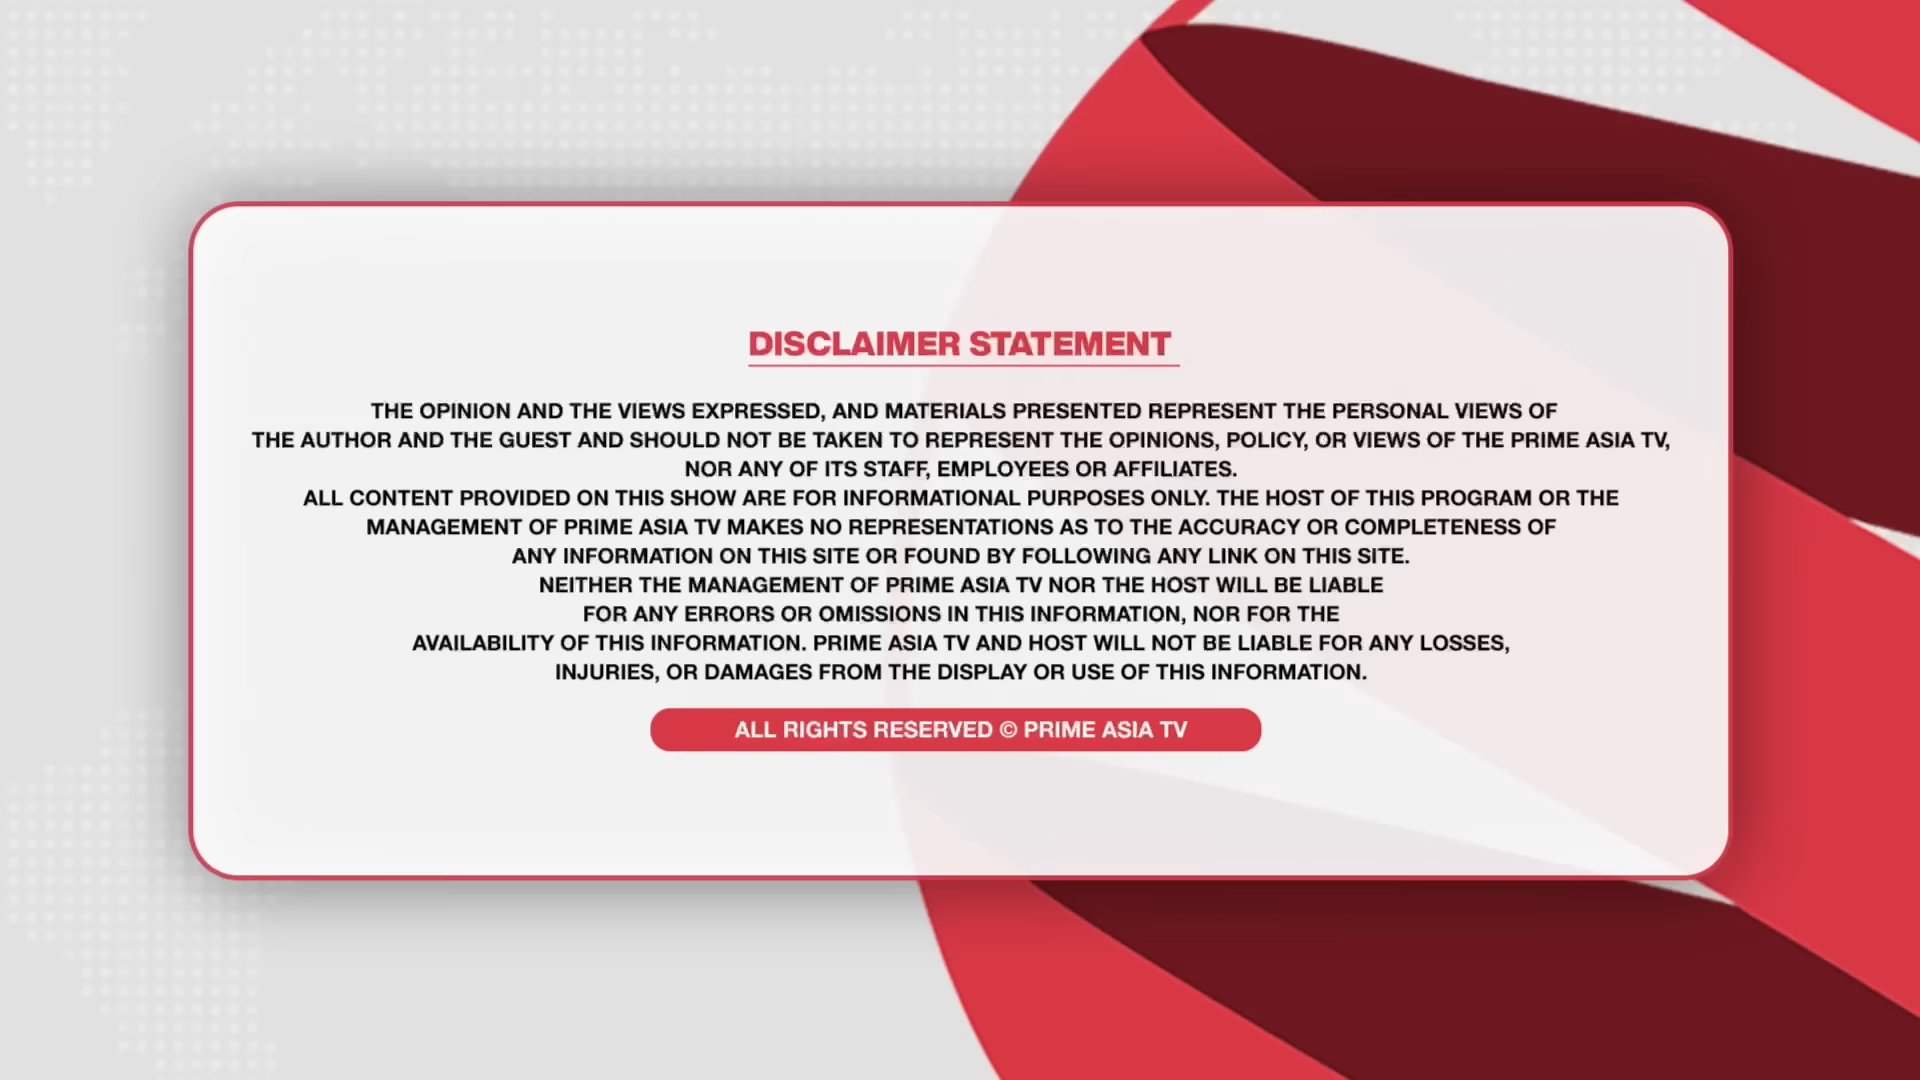 DISCLAIMER STATEMENT
THE OPINION AND THE VIEWS EXPRESSED, AND MATERIALS PRESENTED REPRESENT THE PERSONAL VIEWS OF
THE AUTHOR AND THE GUEST AND SHOULD NOT BE TAKEN TO REPRESENT THE OPINIONS, POLICY, OR VIEWS OF THE PRIME ASIA TV,
NOR ANY OF ITS STAFF, EMPLOYEES OR AFFILIATES.
ALL CONTENT PROVIDED ON THIS SHOW ARE FOR INFORMATIONAL PURPOSES ONLY. THE HOST OF THIS PROGRAM OR THE
MANAGEMENT OF PRIME ASIA TV MAKES NO REPRESENTATIONS AS TO THE ACCURACY OR COMPLETENESS OF
ANY INFORMATION ON THIS SITE OR FOUND BY FOLLOWING ANY LINK ON THIS SITE.
NEITHER THE MANAGEMENT OF PRIME ASIA TV NOR THE HOST WILL BE LIABLE
FOR ANY ERRORS OR OMISSIONS IN THIS INFORMATION, NOR FOR THE
AVAILABILITY OF THIS INFORMATION. PRIME ASIA TV AND HOST WILL NOT BE LIABLE FOR ANY LOSSES,
INJURIES, OR DAMAGES FROM THE DISPLAY OR USE OF THIS INFORMATION.
ALL RIGHTS RESERVED © PRIME ASIA TV